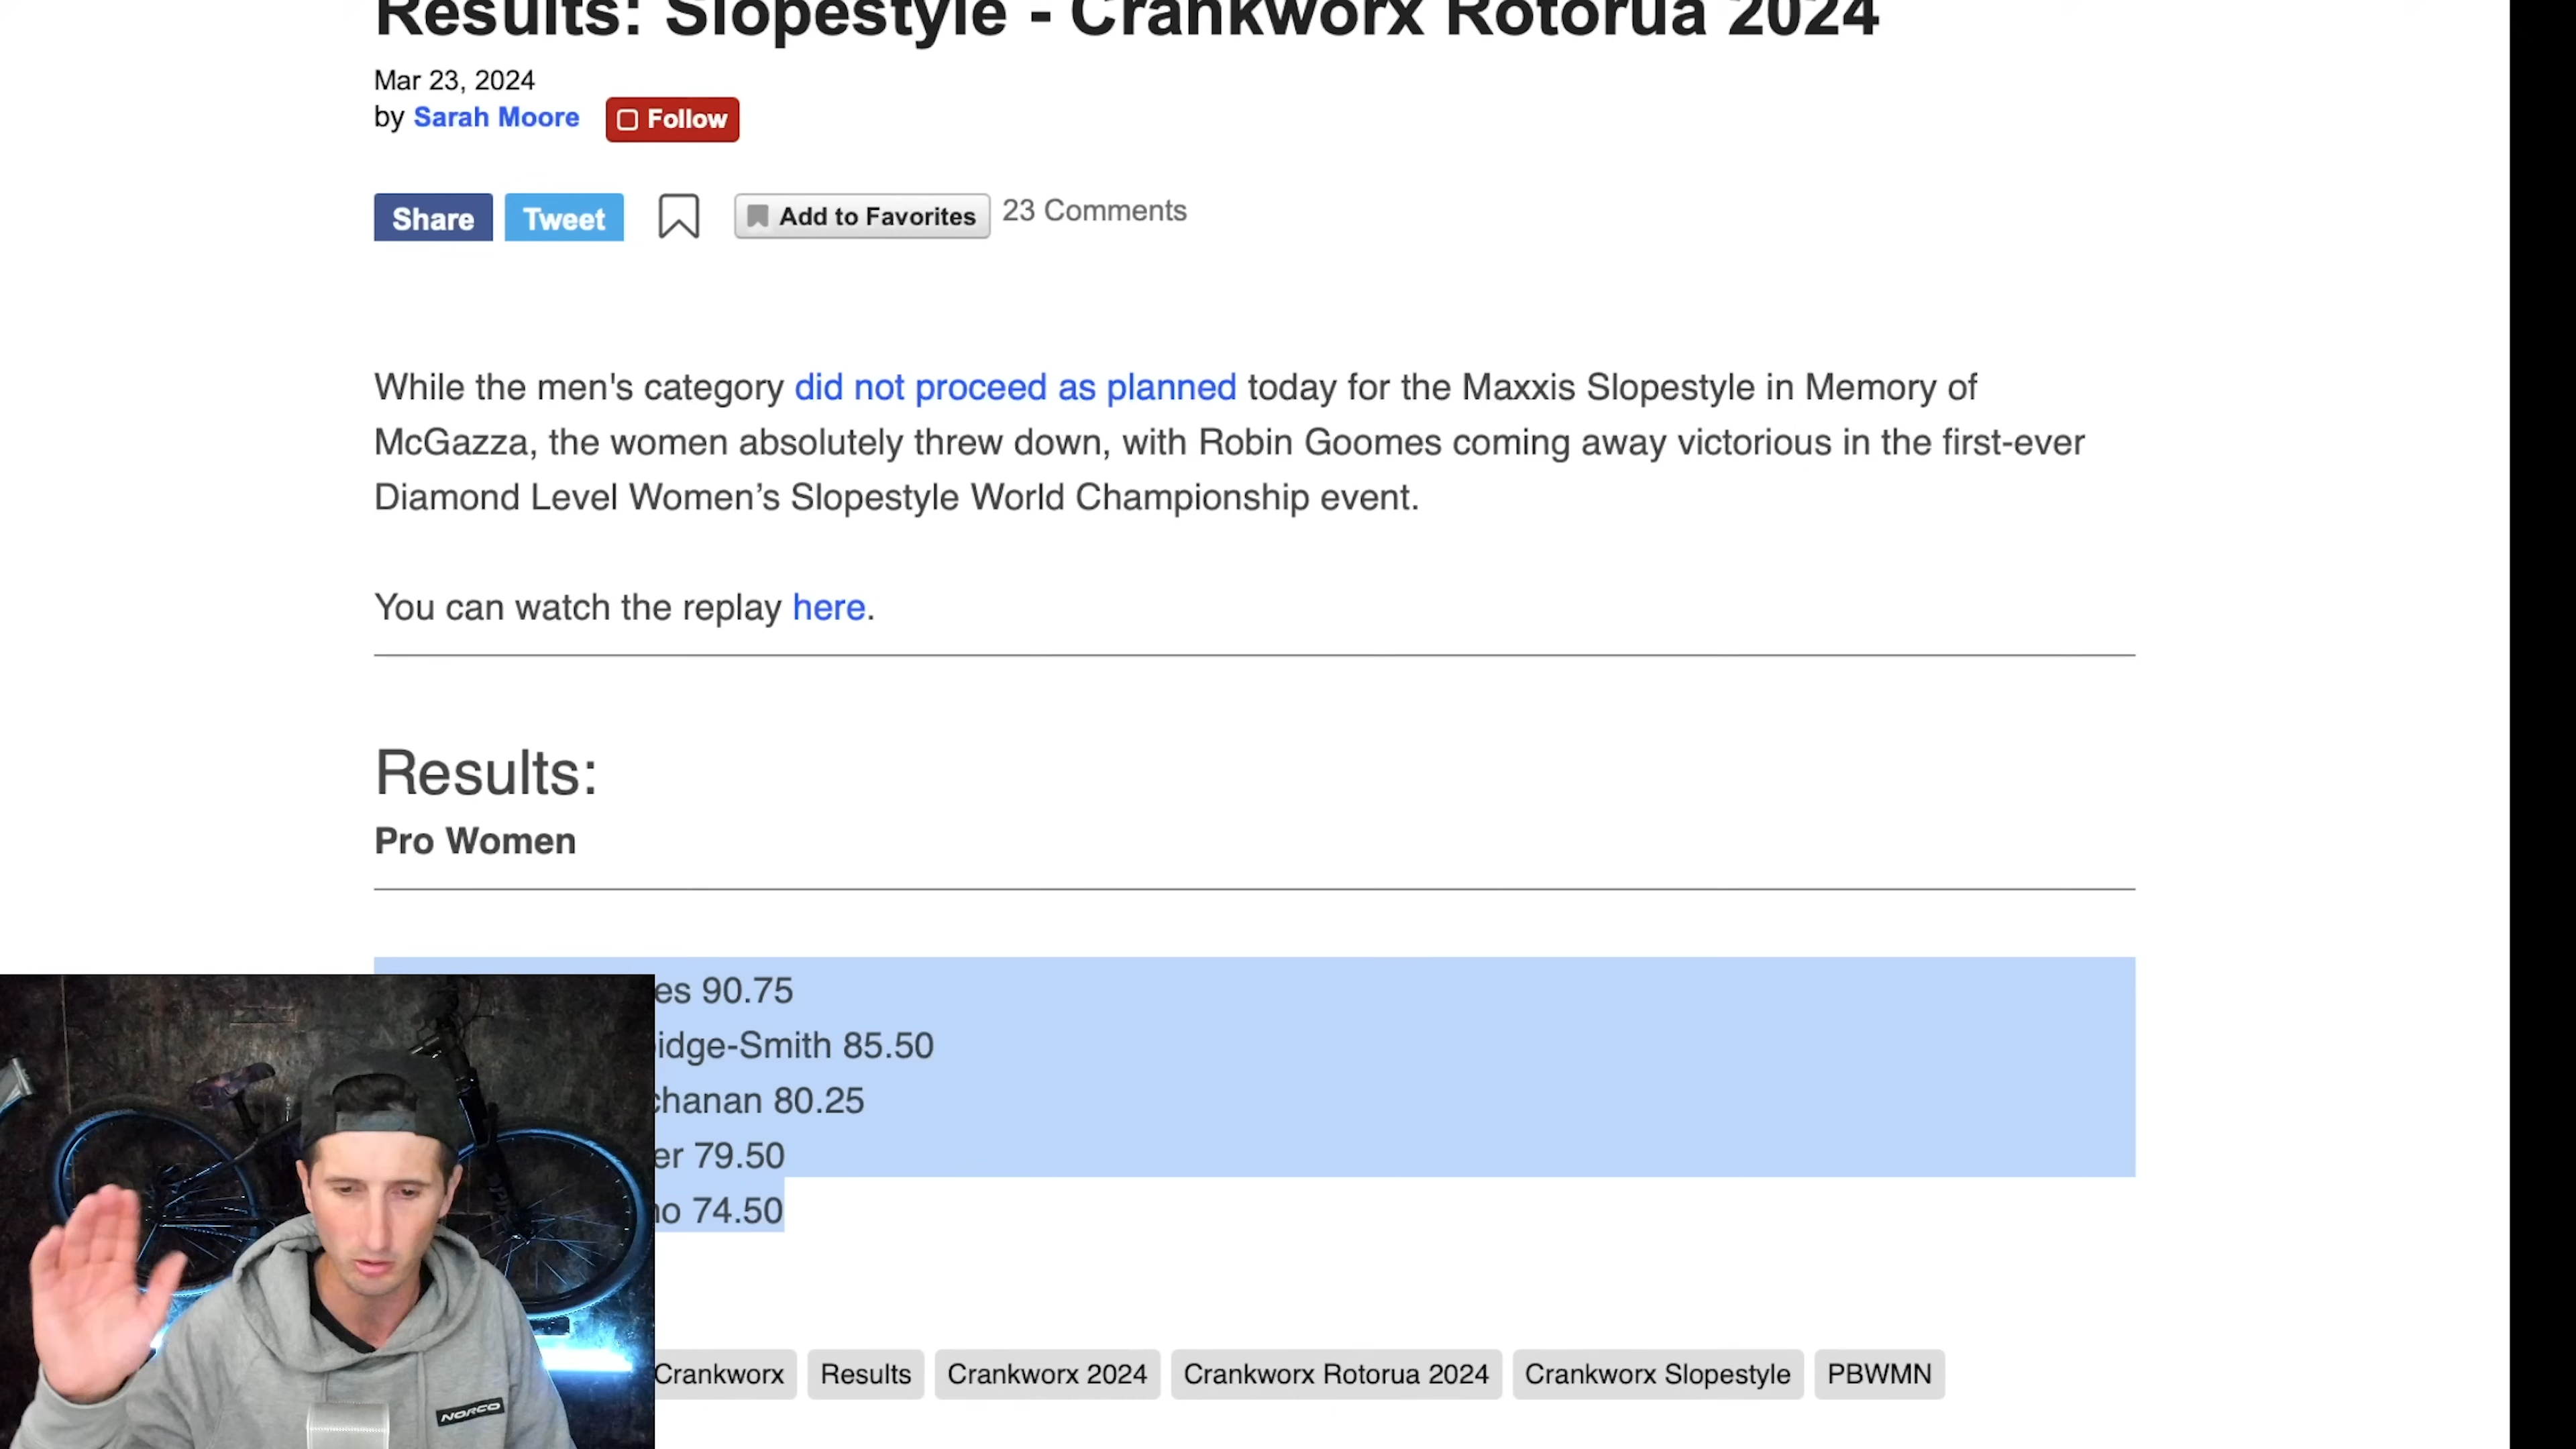 Results: Slopestyle - Crankworx Rotorua 2024
Mar 23, 2024
by Sarah Moore Follow
Share Tweet Add to Favorites 23 Comments
While the men's category did not proceed as planned today for the Maxxis Slopestyle in Memory of
McGazza, the women absolutely threw down, with Robin Goomes coming away victorious in the first-ever
Diamond Level Women’s Slopestyle World Championship event.
You can watch the replay here.
Results:
Pro Women
es 90.75
idge-Smith 85.50
chanan 80.25
er 79.50
no 74.50
Crankworx Results Crankworx 2024 Crankworx Rotorua 2024 Crankworx Slopestyle PBWMN
NORCO